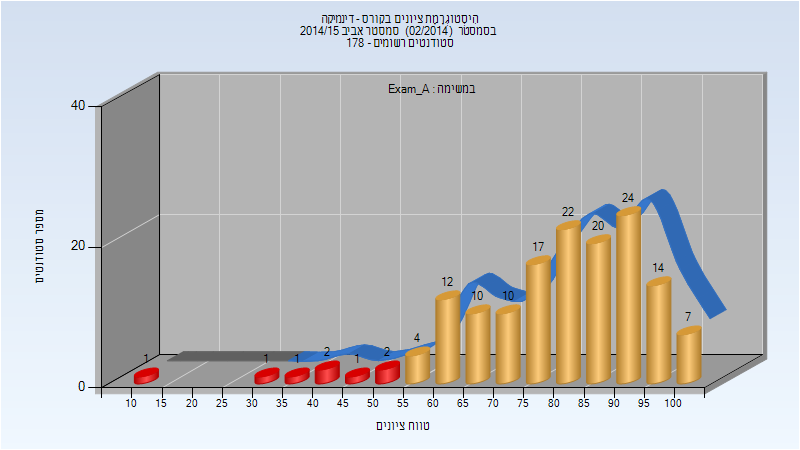 היסטוגרמת ציונים בקורס - דינמיקה
בסמסטר (02/2014) סמסטר אביב 2014/15
סטודנטים רשומים - 178
במשימה : Exam_A
מספר סטודנטים
40
20
0
1 1 1 2 1 2 4 12 10 10 17 22 20 24 14 7
10 15 20 25 30 35 40 45 50 55 60 65 70 75 80 85 90 95 100
טווח ציונים